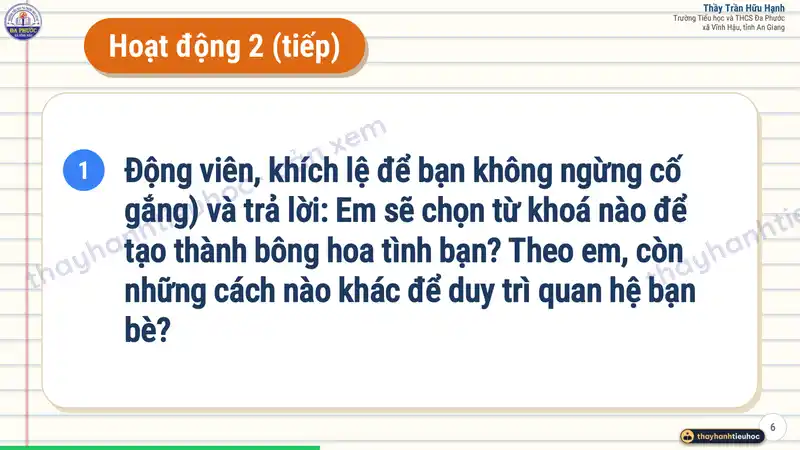 Thầy Trần Hữu Hạnh
Trường Tiểu học và THCS Đa Phước
xã Vĩnh Hậu, tỉnh An Giang
ĐA PHƯỚC
Hoạt động 2 (tiếp)
1
Động viên, khích lệ để bạn không ngừng cố
gắng) và trả lời: Em sẽ chọn từ khoá nào để
tạo thành bông hoa tình bạn? Theo em, còn
những cách nào khác để duy trì quan hệ bạn
bè?
thayhanhtieuhoc
6